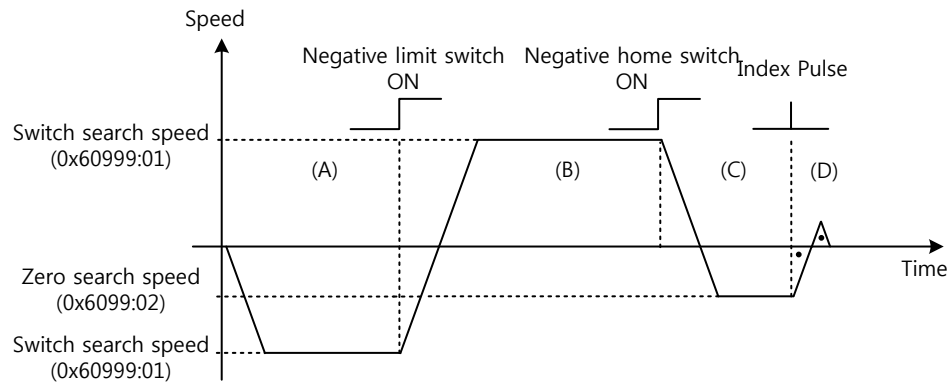 Speed
Negative limit switch
ON
Negative home switch
ON
Index Pulse
Switch search speed
(0x60999:01)
(A)
(B)
(C)
(D)
Time
Zero search speed
(0x6099:02)
Switch search speed
(0x60999:01)